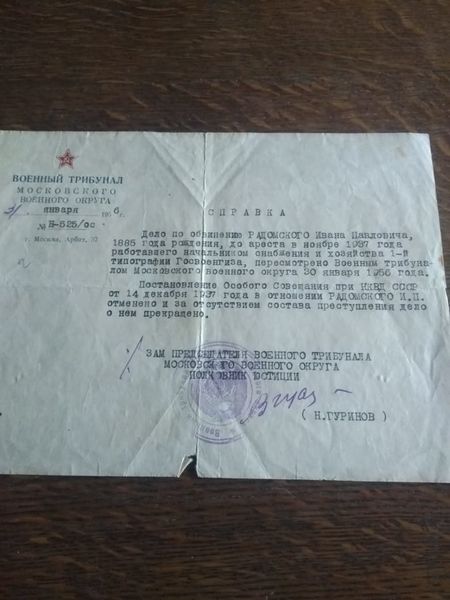 ВОЕННЫЙ ТРИБУНАЛ
МОСКОВСКОГО
ВОЕННОГО ОКРУГА
31 января 1956 г.
№ Н-525/ос
г. Москва, Арбат, 37
СПРАВКА
Дело по обвинению РАДОМСКОГО Ивана Павловича,
1885 года рождения, до ареста в ноябре 1937 года
работавшего начальником снабжения и хозяйства 1-й
типографии Госвоенгиза, пересмотрено Военным трибуна-
лом Московского военного округа 30 января 1956 года.
Постановление Особого Совещания при НКВД СССР
от 14 декабря 1937 года в отношении РАДОМСКОГО И.П.
отменено и за отсутствием состава преступления дело
о нем прекращено.
ЗАМ ПРЕДСЕДАТЕЛЯ ВОЕННОГО ТРИБУНАЛА
МОСКОВСКОГО ВОЕННОГО ОКРУГА
ПОЛКОВНИК ЮСТИЦИИ
( Н.ГУРИНОВ )